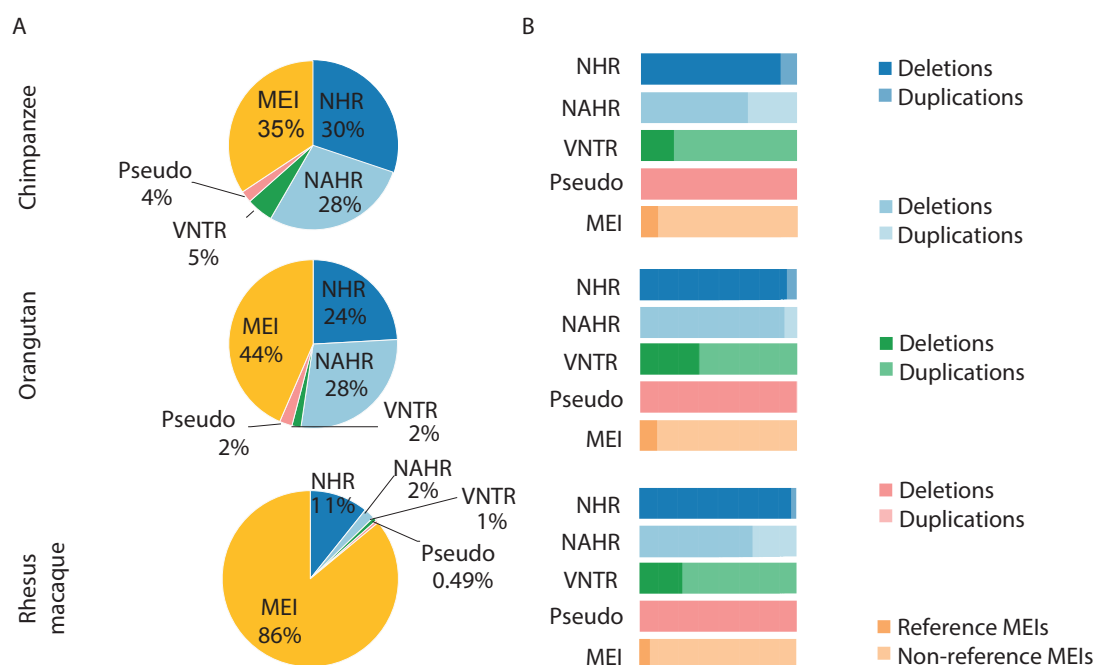 A
B
Chimpanzee
MEI
35%
NHR
30%
NAHR
28%
Pseudo
4%
VNTR
5%
NHR
NAHR
VNTR
Pseudo
MEI
Deletions
Duplications
Deletions
Duplications
Orangutan
MEI
44%
NHR
24%
NAHR
28%
Pseudo
2%
VNTR
2%
NHR
NAHR
VNTR
Pseudo
MEI
Deletions
Duplications
Rhesus
macaque
NHR
11%
NAHR
2%
VNTR
1%
Pseudo
0.49%
MEI
86%
NHR
NAHR
VNTR
Pseudo
MEI
Deletions
Duplications
Reference MEIs
Non-reference MEIs